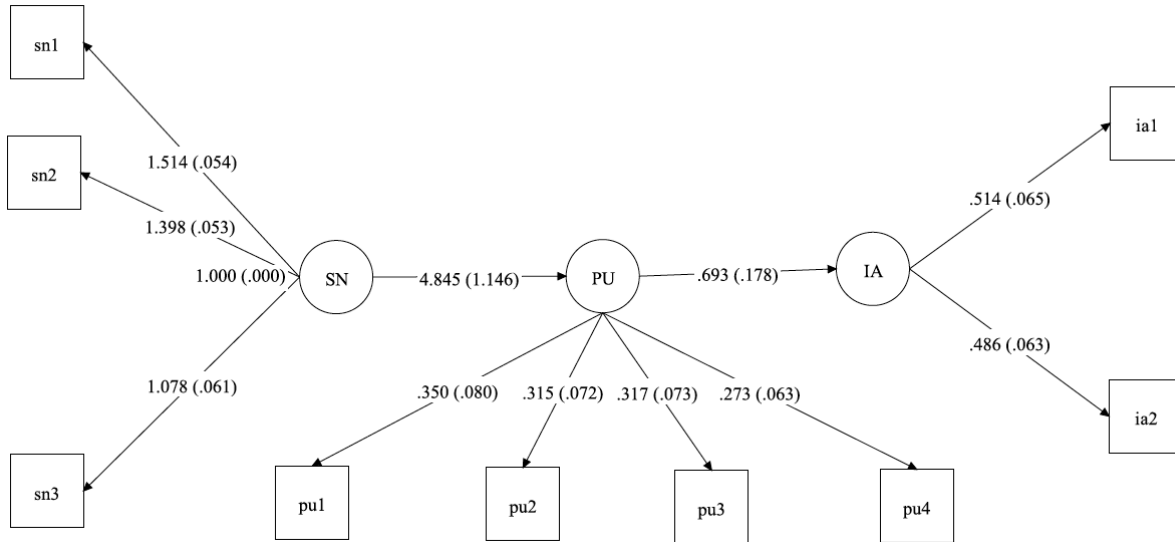 sn1
ia1
sn2
1.514 (.054)
.514 (.065)
1.398 (.053)
1.000 (.000)
SN
4.845 (1.146)
PU
.693 (.178)
IA
.486 (.063)
1.078 (.061)
.350 (.080)
.315 (.072)
.317 (.073)
.273 (.063)
ia2
sn3
pu1
pu2
pu3
pu4